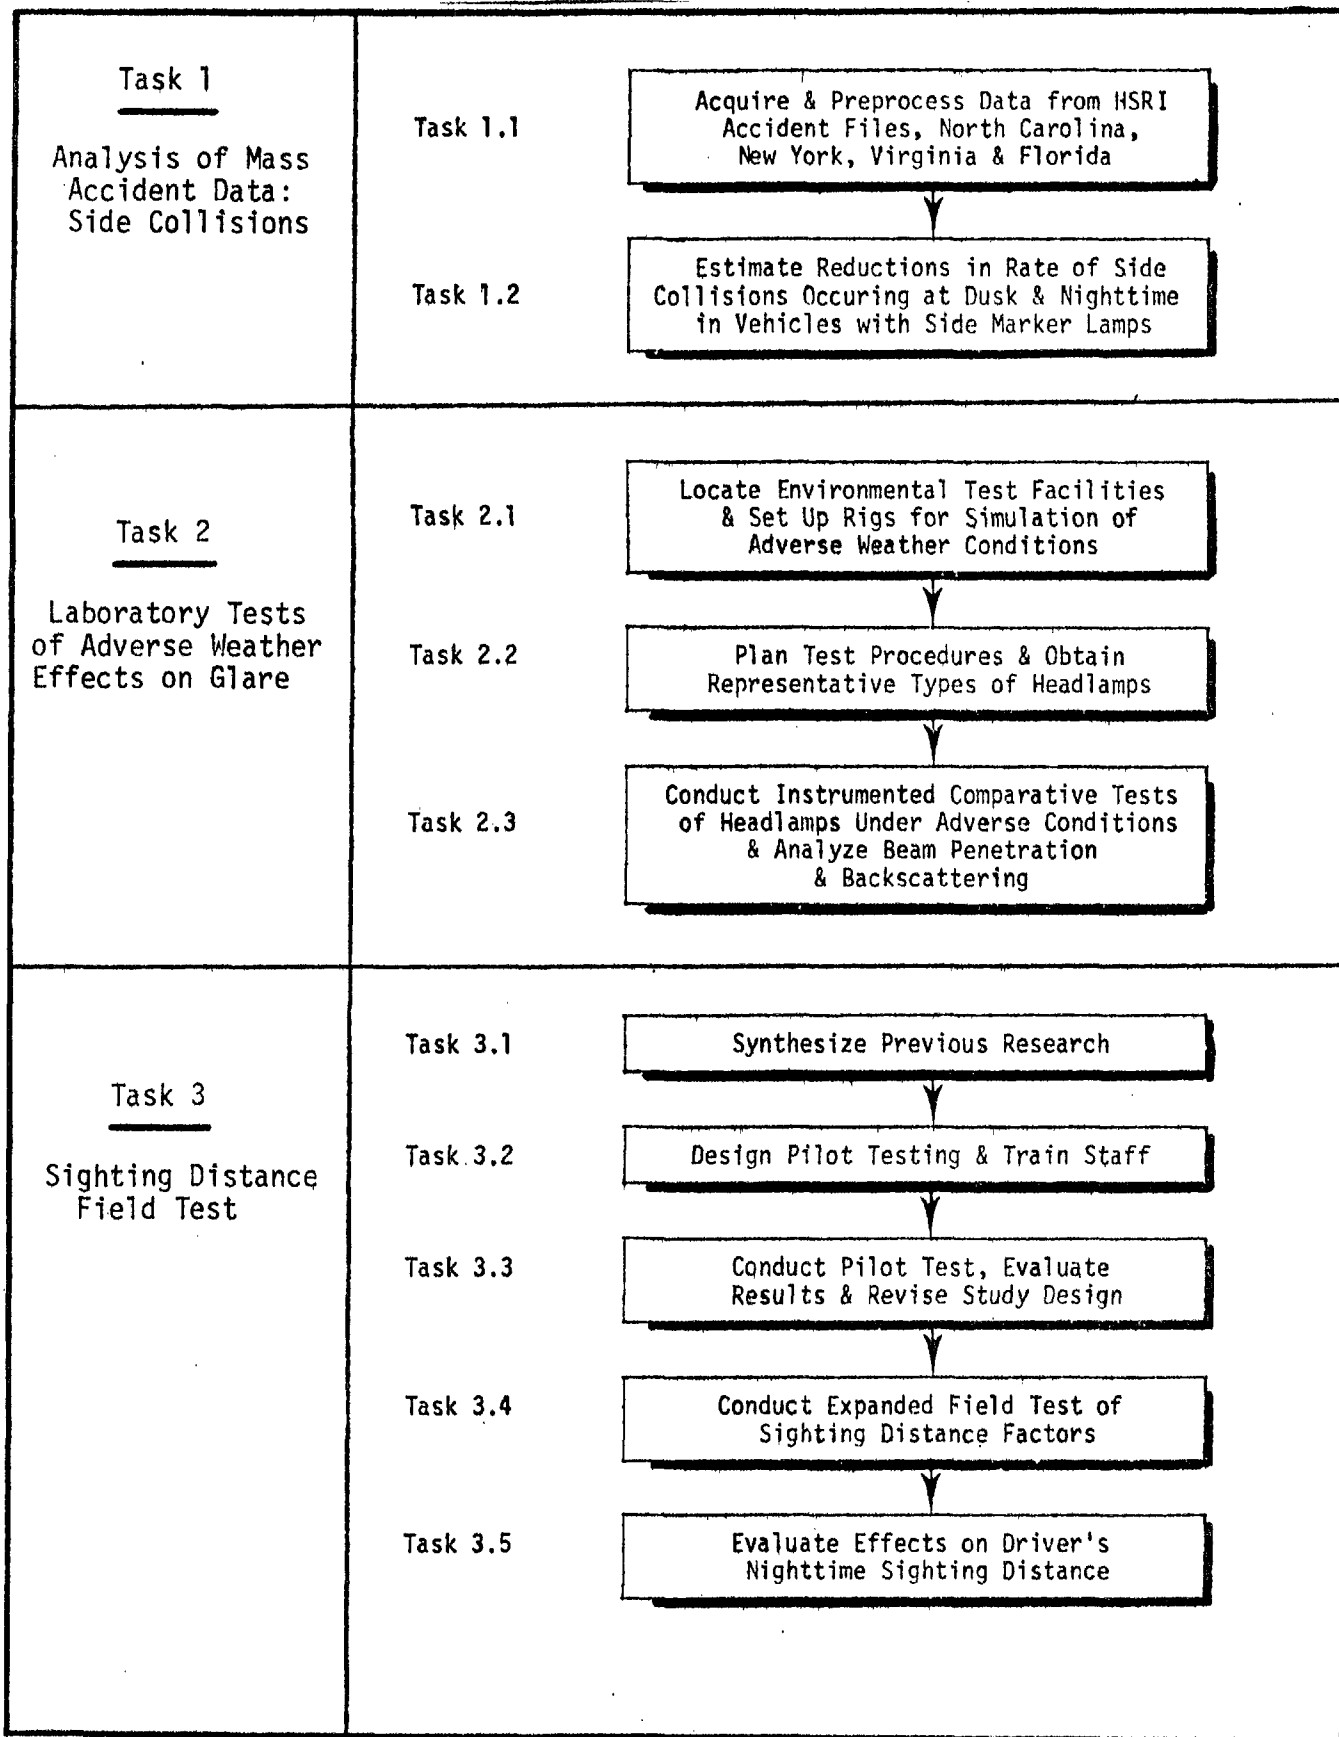 Task 1
Analysis of Mass
Accident Data:
Side Collisions
Task 1.1
Acquire & Preprocess Data from HSRI
Accident Files, North Carolina,
New York, Virginia & Florida
Task 1.2
Estimate Reductions in Rate of Side
Collisions Occuring at Dusk & Nighttime
in Vehicles with Side Marker Lamps
Task 2
Laboratory Tests
of Adverse Weather
Effects on Glare
Task 2.1
Locate Environmental Test Facilities
& Set Up Rigs for Simulation of
Adverse Weather Conditions
Task 2.2
Plan Test Procedures & Obtain
Representative Types of Headlamps
Task 2.3
Conduct Instrumented Comparative Tests
of Headlamps Under Adverse Conditions
& Analyze Beam Penetration
& Backscattering
Task 3
Sighting Distance
Field Test
Task 3.1
Synthesize Previous Research
Task 3.2
Design Pilot Testing & Train Staff
Task 3.3
Conduct Pilot Test, Evaluate
Results & Revise Study Design
Task 3.4
Conduct Expanded Field Test of
Sighting Distance Factors
Task 3.5
Evaluate Effects on Driver's
Nighttime Sighting Distance